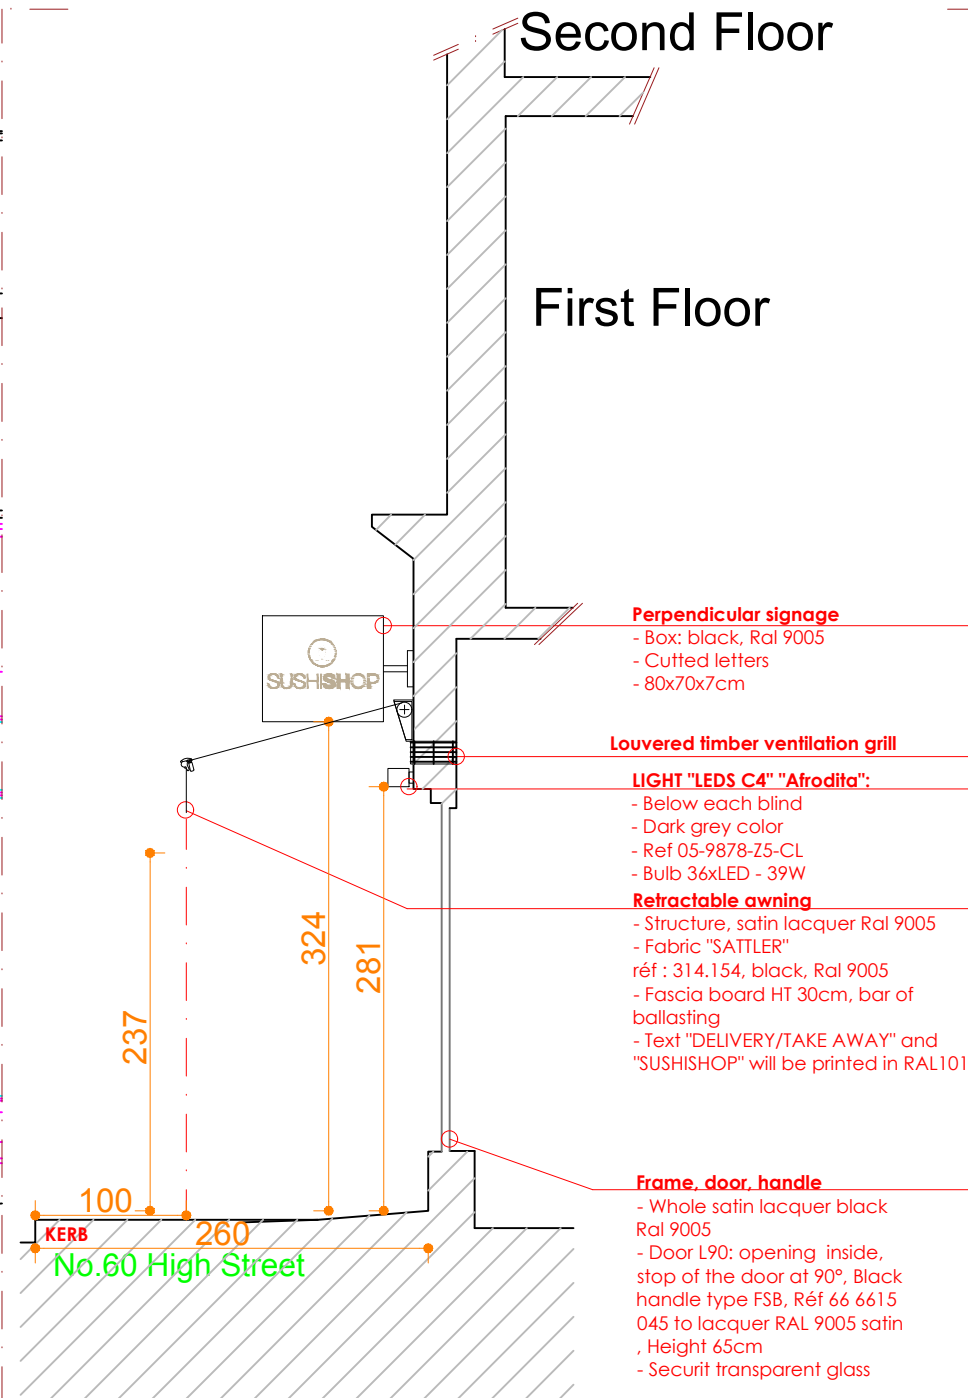 Second Floor
First Floor
SUSHISHOP
Perpendicular signage
- Box: black, Ral 9005
- Cutted letters
- 80x70x7cm
Louvered timber ventilation grill
LIGHT "LEDS C4" "Afrodita":
- Below each blind
- Dark grey color
- Ref 05-9878-Z5-CL
- Bulb 36xLED - 39W
Retractable awning
- Structure, satin lacquer Ral 9005
- Fabric "SATTLER"
réf : 314.154, black, Ral 9005
- Fascia board HT 30cm, bar of
ballasting
- Text "DELIVERY/TAKE AWAY" and
"SUSHISHOP" will be printed in RAL101
324
281
237
100
260
KERB
No.60 High Street
Frame, door, handle
- Whole satin lacquer black
Ral 9005
- Door L90: opening inside,
stop of the door at 90°, Black
handle type FSB, Réf 66 6615
045 to lacquer RAL 9005 satin
, Height 65cm
- Securit transparent glass